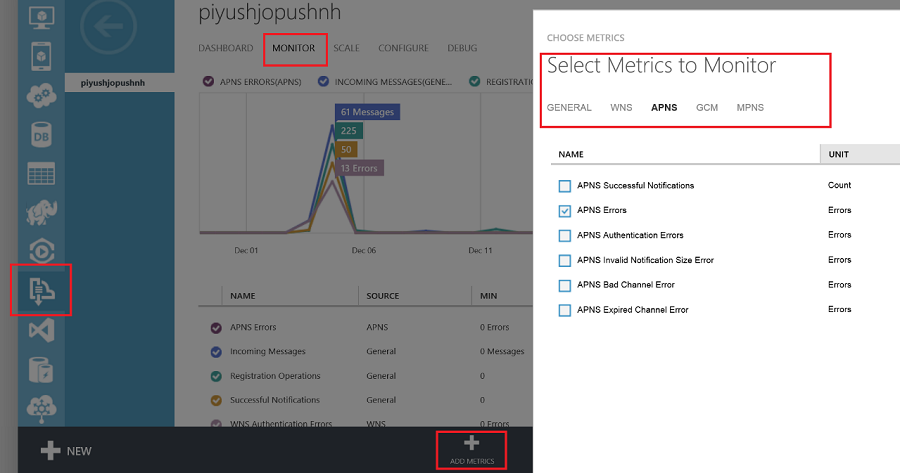 piyushjopushnh
DASHBOARD MONITOR SCALE CONFIGURE DEBUG
piyushjopushnh
APNS ERRORS(APNS) INCOMING MESSAGES(GENE... REGISTRATION
61 Messages
225
50
13 Errors
Dec 01 Dec 06 Dec 11
NAME SOURCE MIN
APNS Errors APNS 0 Errors
Incoming Messages General 0 Messages
Registration Operations General 0
Successful Notifications General 0
WNS Authentication Errors WNS 0 Errors
DB
NEW
ADD METRICS
CHOOSE METRICS
Select Metrics to Monitor
GENERAL WNS APNS GCM MPNS
NAME UNIT
APNS Successful Notifications Count
APNS Errors Errors
APNS Authentication Errors Errors
APNS Invalid Notification Size Error Errors
APNS Bad Channel Error Errors
APNS Expired Channel Error Errors